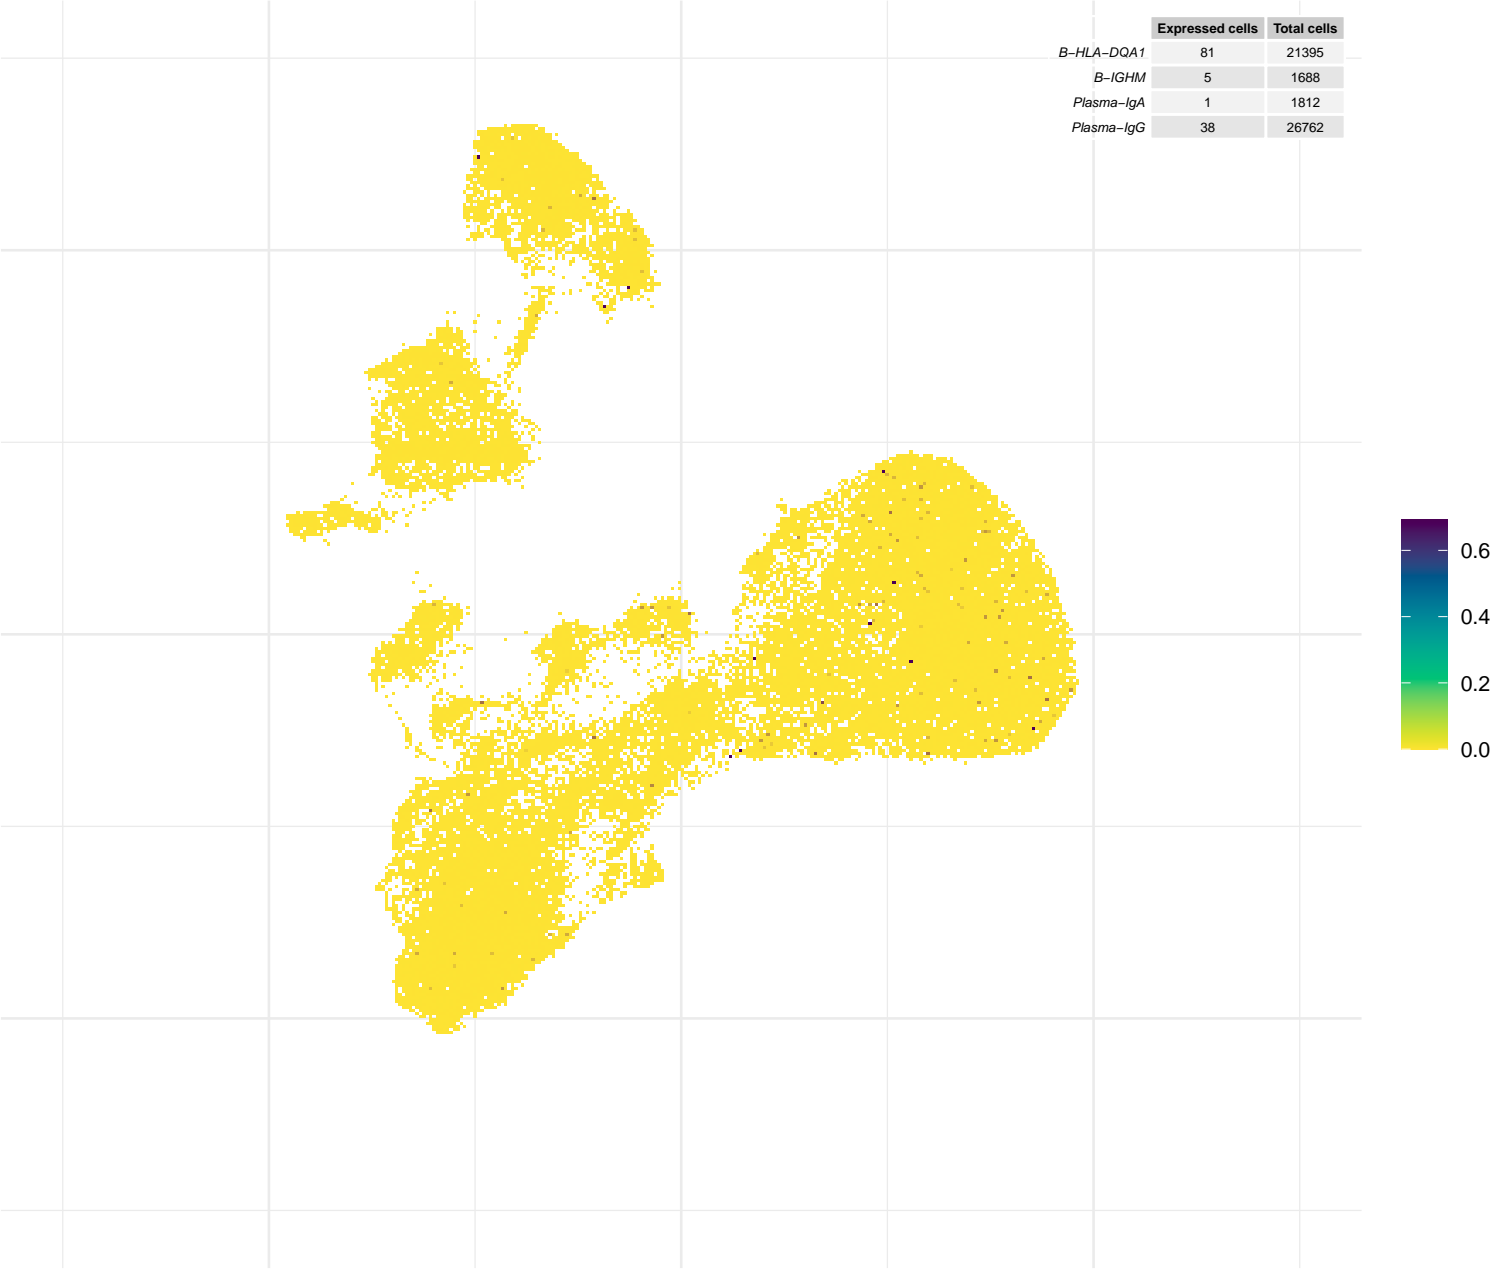 Expressed cells Total cells
B−HLA−DQA1 81 21395
B−IGHM 5 1688
Plasma−IgA 1 1812
Plasma−IgG 38 26762
0.6
0.4
0.2
0.0